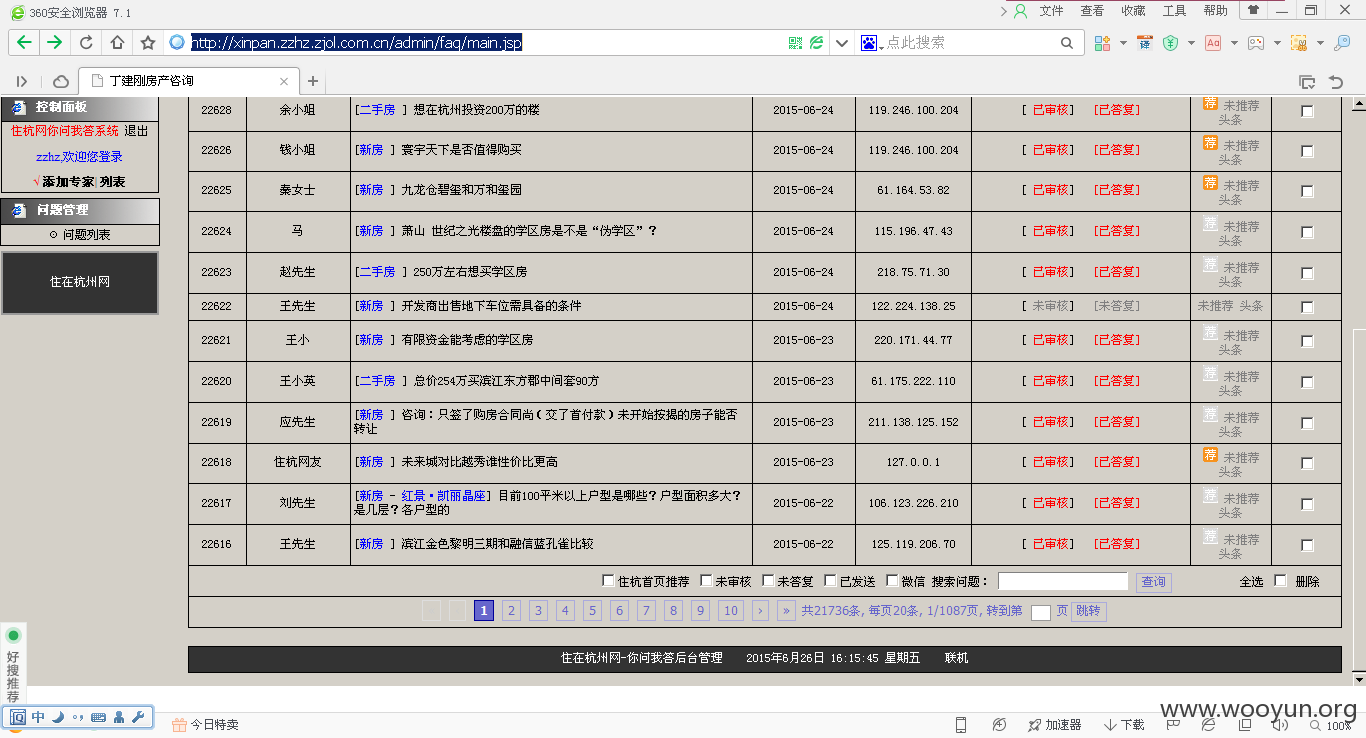 360安全浏览器 7.1
文件 查看 收藏 工具 帮助
http://xinpan.zzhz.zjol.com.cn/admin/faq/main.jsp 点此搜索
丁建刚房产咨询
控制面板
住杭网你问我答系统 退出
zzhz,欢迎您登录
√添加专家|列表
问题管理
问题列表
住在杭州网
22628 余小姐 [二手房 ] 想在杭州投资200万的楼 2015-06-24 119.246.100.204 [ 已审核] [已答复] 荐 未推荐 头条
22626 钱小姐 [新房 ] 寰宇天下是否值得购买 2015-06-24 119.246.100.204 [ 已审核] [已答复] 荐 未推荐 头条
22625 秦女士 [新房 ] 九龙仓碧玺和万和玺园 2015-06-24 61.164.53.82 [ 已审核] [已答复] 荐 未推荐 头条
22624 马 [新房 ] 萧山 世纪之光楼盘的学区房是不是“伪学区”? 2015-06-24 115.196.47.43 [ 已审核] [已答复] 荐 未推荐 头条
22623 赵先生 [二手房 ] 250万左右想买学区房 2015-06-24 218.75.71.30 [ 已审核] [已答复] 荐 未推荐 头条
22622 王先生 [新房 ] 开发商出售地下车位需具备的条件 2015-06-24 122.224.138.25 [ 未审核] [未答复] 未推荐 头条
22621 王小 [新房 ] 有限资金能考虑的学区房 2015-06-23 220.171.44.77 [ 已审核] [已答复] 荐 未推荐 头条
22620 王小英 [二手房 ] 总价254万买滨江东方郡中间套90方 2015-06-23 61.175.222.110 [ 已审核] [已答复] 荐 未推荐 头条
22619 应先生 [新房 ] 咨询：只签了购房合同尚（交了首付款）未开始按揭的房子能否转让 2015-06-23 211.138.125.152 [ 已审核] [已答复] 荐 未推荐 头条
22618 住杭网友 [新房 ] 未来城对比越秀谁性价比更高 2015-06-23 127.0.0.1 [ 已审核] [已答复] 荐 未推荐 头条
22617 刘先生 [新房 - 红景·凯丽晶座] 目前100平米以上户型是哪些？户型面积多大？是几层？各户型的 2015-06-22 106.123.226.210 [ 已审核] [已答复] 荐 未推荐 头条
22616 王先生 [新房 ] 滨江金色黎明三期和融信蓝孔雀比较 2015-06-22 125.119.206.70 [ 已审核] [已答复] 荐 未推荐 头条
住杭首页推荐 未审核 未答复 已发送 微信 搜索问题： 查询 全选 删除
1 2 3 4 5 6 7 8 9 10 › » 共21736条, 每页20条, 1/1087页, 转到第 页 跳转
住在杭州网-你问我答后台管理 2015年6月26日 16:15:45 星期五 联机
好搜推荐
中
今日特卖
加速器 下载 100%
www.wooyun.org